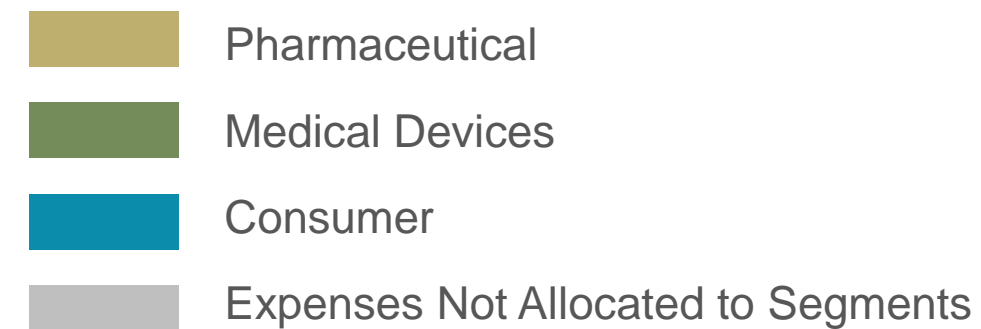 Pharmaceutical
Medical Devices
Consumer
Expenses Not Allocated to Segments